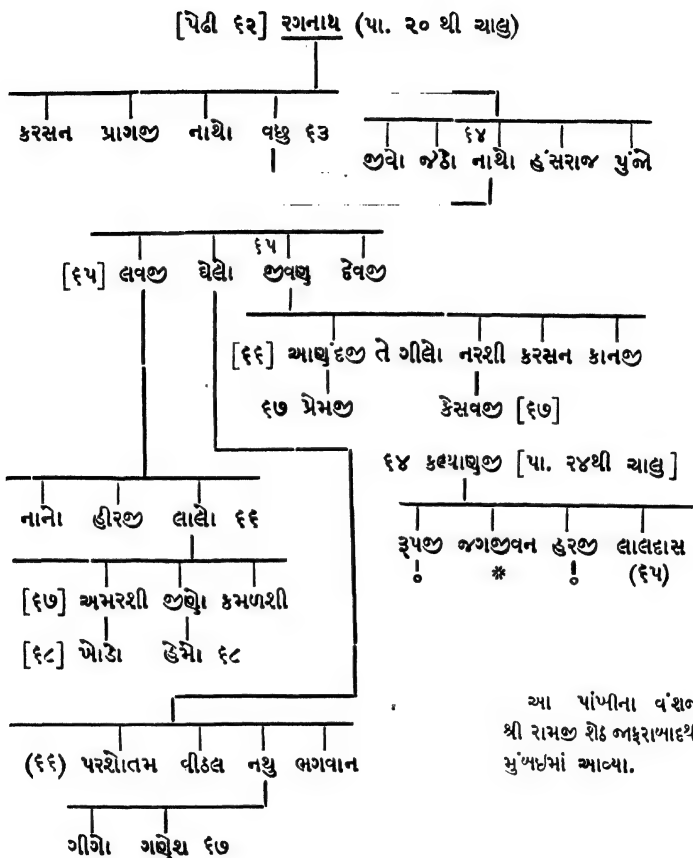 [પેઢી ૬૨] રગનાથ (પા. ૨૦ થી ચાલુ)
કરસન પ્રાગજી નાથો વછુ ૬૩
૬૪
જીવો જેઠો નાથો હંસરાજ પુંજો
૬૫
[૬૫] લવજી ઘેલો જીવણ દેવજી
[૬૬] આણંદજી તે ગીલો નરશી કરસન કાનજી
૬૭ પ્રેમજી કેસવજી [૬૭]
૬૪ કલ્યાણજી [પા. ૨૪થી ચાલુ]
નાનો હીરજી લાલો ૬૬
રૂપજી જગજીવન હરજી લાલદાસ
(૬૫)
[૬૭] અમરશી જીણો કમળશી
[૬૮] ખોડો હેમો ૬૮
આ પાંખીના વંશજ
શ્રી રામજી શેઠ જાફરાબાદથી
મુંબઈમાં આવ્યા.
(૬૬) પરશોતમ વીઠલ નથુ ભગવાન
ગીગો ગણેશ ૬૭